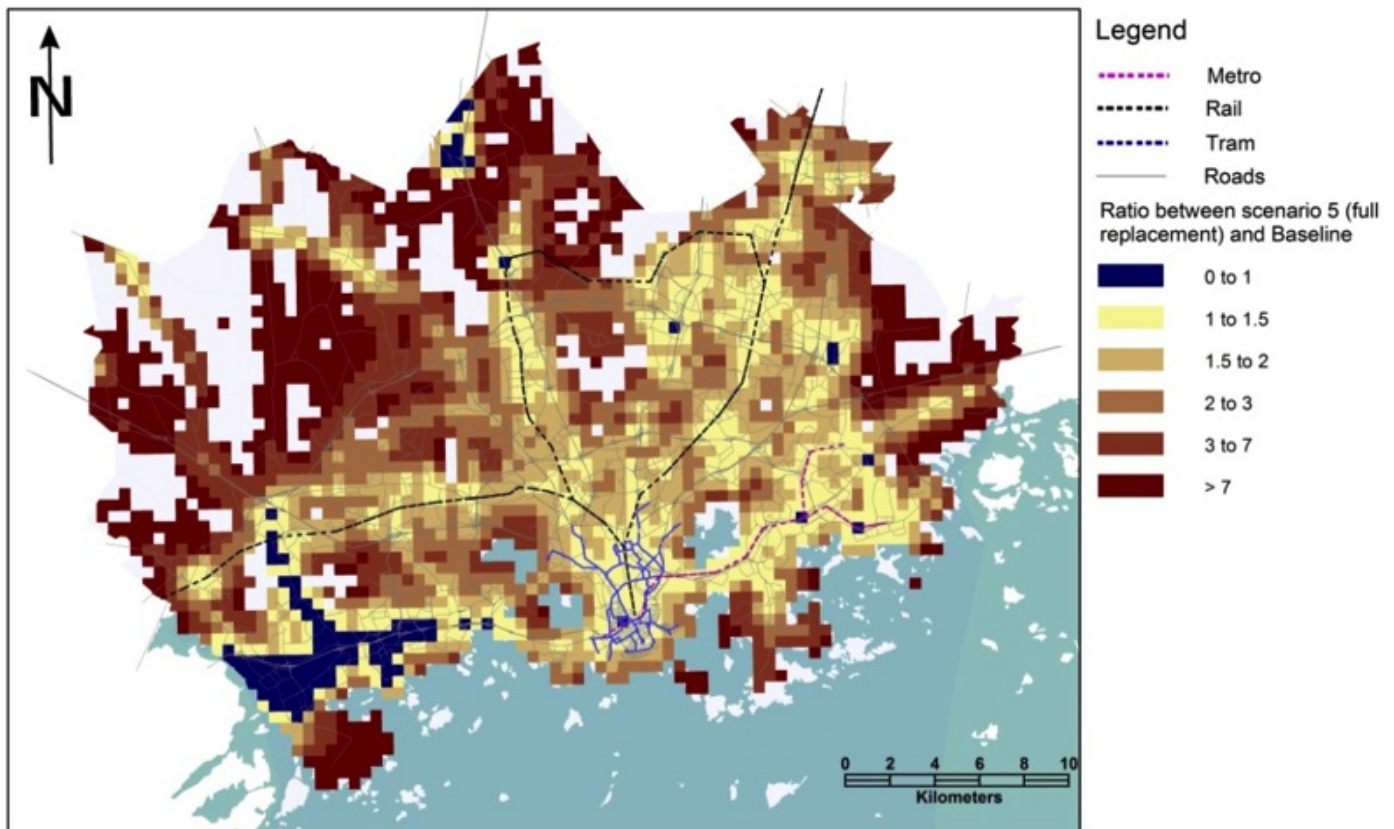 N
Legend
Metro
Rail
Tram
Roads
Ratio between scenario 5 (full
replacement) and Baseline
0 to 1
1 to 1.5
1.5 to 2
2 to 3
3 to 7
> 7
0 2 4 6 8 10
Kilometers